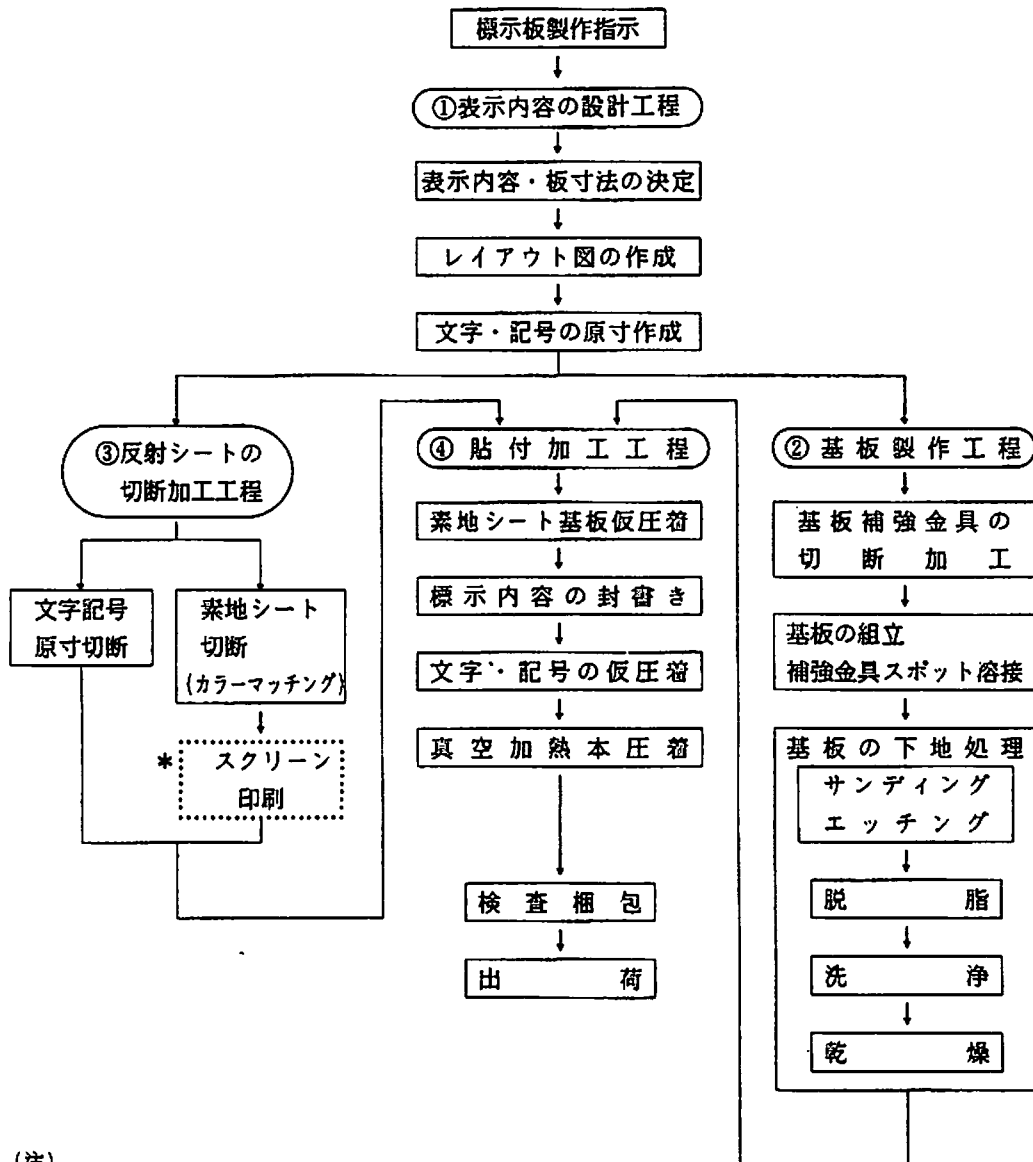 標示板製作指示
①表示内容の設計工程
表示内容・板寸法の決定
レイアウト図の作成
文字・記号の原寸作成
③反射シートの
切断加工工程
文字記号
原寸切断
素地シート
切断
(カラーマッチング)
* スクリーン
印刷
④貼付加工工程
素地シート基板仮圧着
標示内容の封書き
文字・記号の仮圧着
真空加熱本圧着
検査梱包
出荷
②基板製作工程
基板補強金具の
切断加工
基板の組立
補強金具スポット溶接
基板の下地処理
サンディング
エッチング
脱脂
洗浄
乾燥
(注)